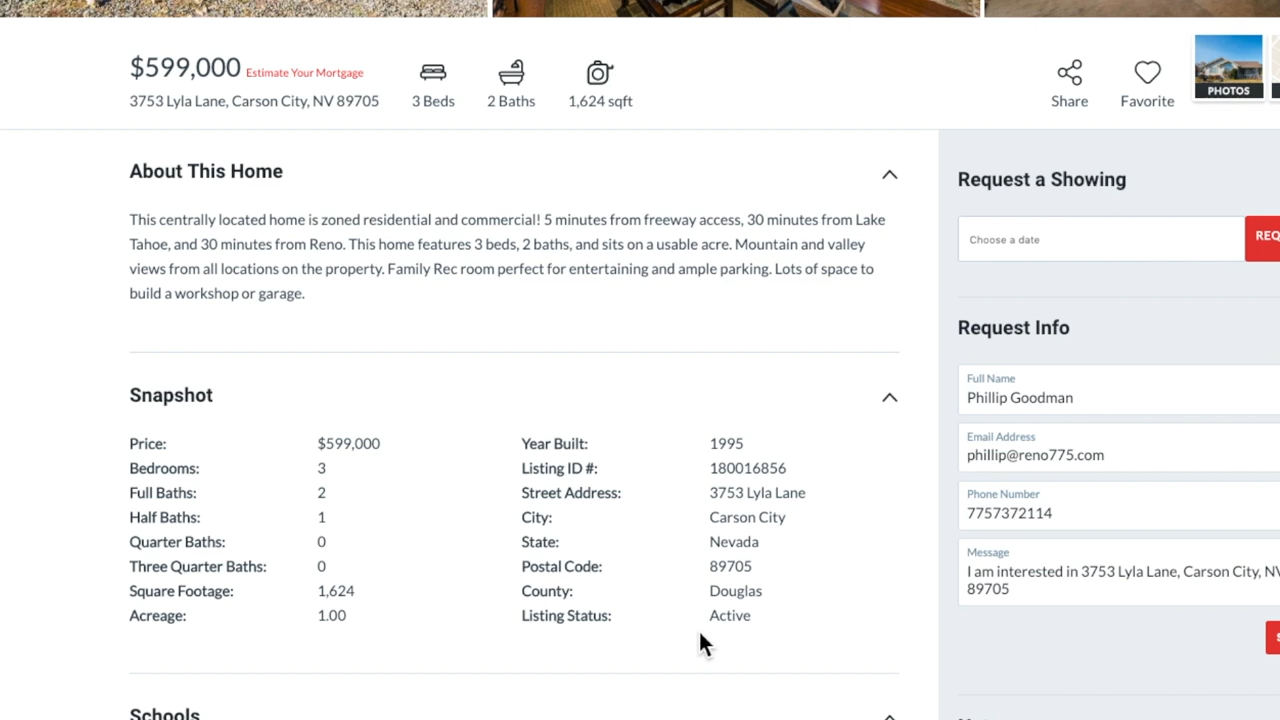 $599,000 Estimate Your Mortgage
3753 Lyla Lane, Carson City, NV 89705
3 Beds
2 Baths
1,624 sqft
Share
Favorite
PHOTOS
About This Home
This centrally located home is zoned residential and commercial! 5 minutes from freeway access, 30 minutes from Lake
Tahoe, and 30 minutes from Reno. This home features 3 beds, 2 baths, and sits on a usable acre. Mountain and valley
views from all locations on the property. Family Rec room perfect for entertaining and ample parking. Lots of space to
build a workshop or garage.
Snapshot
Price: $599,000
Bedrooms: 3
Full Baths: 2
Half Baths: 1
Quarter Baths: 0
Three Quarter Baths: 0
Square Footage: 1,624
Acreage: 1.00
Year Built: 1995
Listing ID #: 180016856
Street Address: 3753 Lyla Lane
City: Carson City
State: Nevada
Postal Code: 89705
County: Douglas
Listing Status: Active
Schools
Request a Showing
Choose a date
REQ
Request Info
Full Name
Phillip Goodman
Email Address
phillip@reno775.com
Phone Number
7757372114
Message
I am interested in 3753 Lyla Lane, Carson City, NV
89705